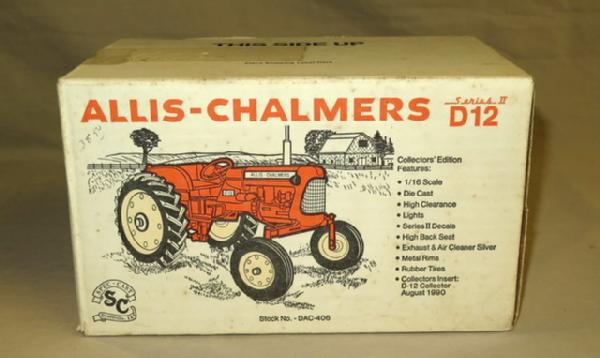 THIS SIDE UP
ALLIS-CHALMERS Series II D12
ALLIS-CHALMERS
Collectors' Edition
Features:
• 1/16 Scale
• Die Cast
• High Clearance
• Lights
• Series II Decals
• High Back Seat
• Exhaust & Air Cleaner Silver
• Metal Rims
• Rubber Tires
• Collectors Insert:
D-12 Collector
August 1990
SPEC-CAST
SC
Stock No. - DAC-406